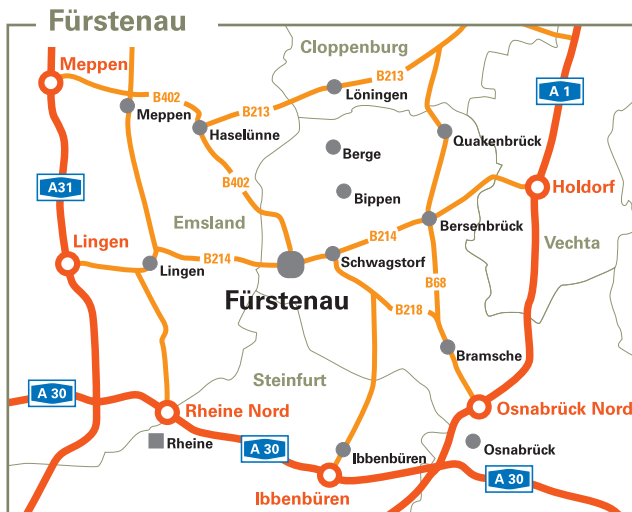 Fürstenau
Cloppenburg
Meppen
B213
A 1
B402
Löningen
Meppen
B213
Haselünne
Quakenbrück
Berge
A31
B402
Bippen
Holdorf
Emsland
Bersenbrück
B214
Vechta
Lingen
B214
Schwagstorf
Lingen
B68
Fürstenau
B218
Bramsche
Steinfurt
A 30
Rheine Nord
Osnabrück Nord
Rheine
A 30
Osnabrück
Ibbenbüren
A 30
Ibbenbüren